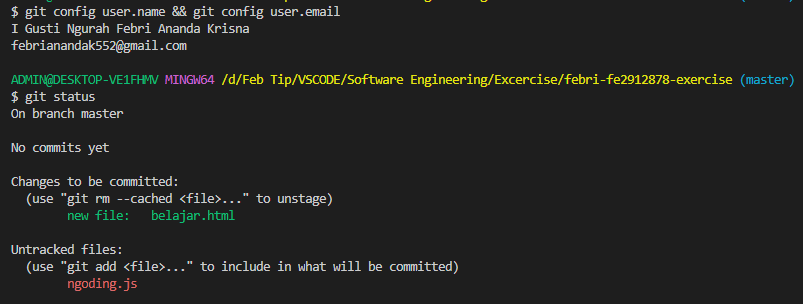 $ git config user.name && git config user.email
I Gusti Ngurah Febri Ananda Krisna
febrianandak552@gmail.com
ADMIN@DESKTOP-VE1FHMV MINGW64 /d/Feb Tip/VSCODE/Software Engineering/Excercise/febri-fe2912878-exercise (master)
$ git status
On branch master
No commits yet
Changes to be committed:
(use "git rm --cached <file>..." to unstage)
new file:   belajar.html
Untracked files:
(use "git add <file>..." to include in what will be committed)
ngoding.js